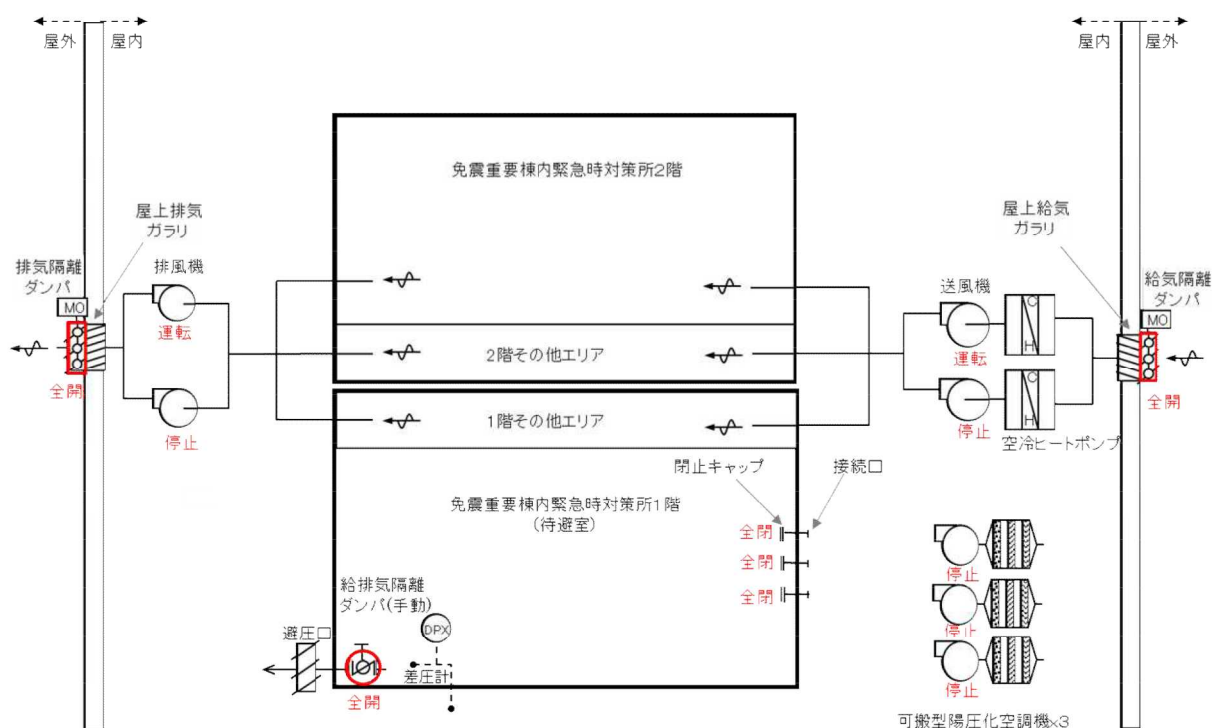 屋外
屋内
屋内
屋外
免震重要棟内緊急時対策所2階
屋上排気
ガラリ
屋上給気
ガラリ
排気隔離
ダンパ
排風機
送風機
給気隔離
ダンパ
MO
MO
C
H
運転
運転
2階その他エリア
全開
全開
C
H
停止
停止
1階その他エリア
空冷ヒートポンプ
閉止キャップ
接続口
免震重要棟内緊急時対策所1階
(待避室)
全閉
全閉
全閉
停止
停止
停止
給排気隔離
ダンパ(手動)
避圧口
DPX
差圧計
全開
可搬型陽圧化空調機×3